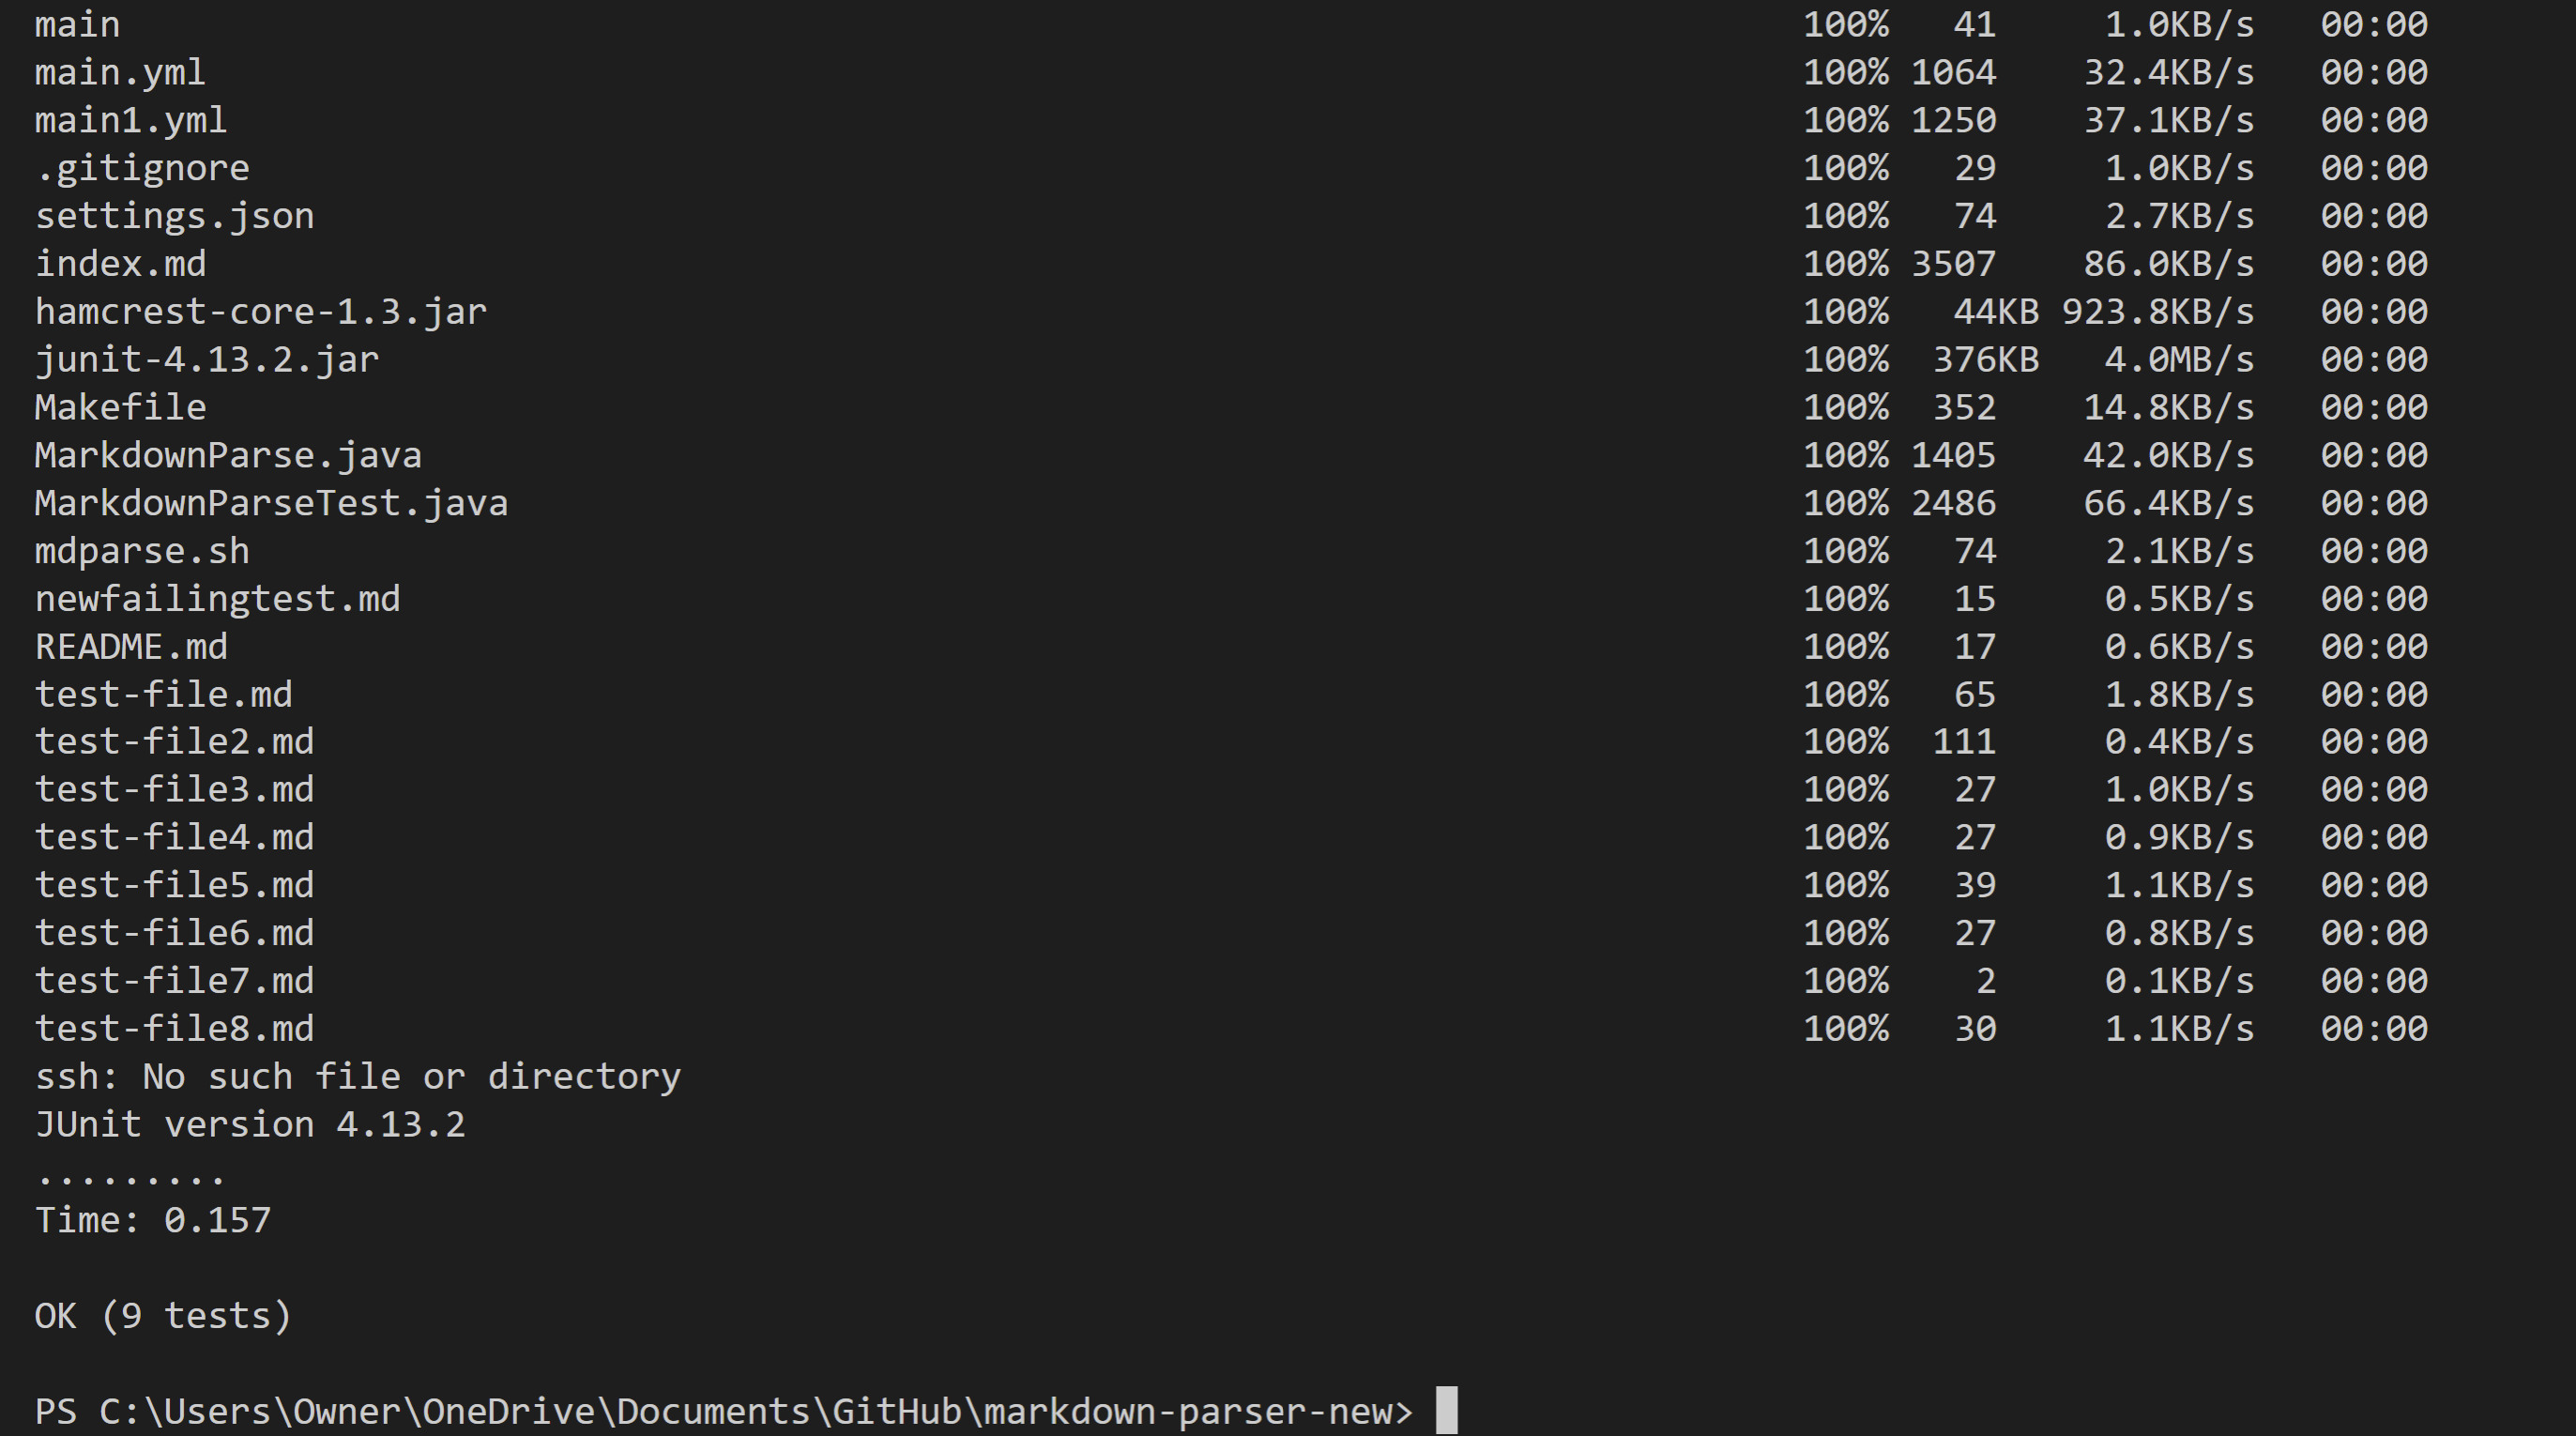 main 100% 41 1.0KB/s 00:00
main.yml 100% 1064 32.4KB/s 00:00
main1.yml 100% 1250 37.1KB/s 00:00
.gitignore 100% 29 1.0KB/s 00:00
settings.json 100% 74 2.7KB/s 00:00
index.md 100% 3507 86.0KB/s 00:00
hamcrest-core-1.3.jar 100% 44KB 923.8KB/s 00:00
junit-4.13.2.jar 100% 376KB 4.0MB/s 00:00
Makefile 100% 352 14.8KB/s 00:00
MarkdownParse.java 100% 1405 42.0KB/s 00:00
MarkdownParseTest.java 100% 2486 66.4KB/s 00:00
mdparse.sh 100% 74 2.1KB/s 00:00
newfailingtest.md 100% 15 0.5KB/s 00:00
README.md 100% 17 0.6KB/s 00:00
test-file.md 100% 65 1.8KB/s 00:00
test-file2.md 100% 111 0.4KB/s 00:00
test-file3.md 100% 27 1.0KB/s 00:00
test-file4.md 100% 27 0.9KB/s 00:00
test-file5.md 100% 39 1.1KB/s 00:00
test-file6.md 100% 27 0.8KB/s 00:00
test-file7.md 100% 2 0.1KB/s 00:00
test-file8.md 100% 30 1.1KB/s 00:00
ssh: No such file or directory
JUnit version 4.13.2
.........
Time: 0.157
OK (9 tests)
PS C:\Users\Owner\OneDrive\Documents\GitHub\markdown-parser-new>